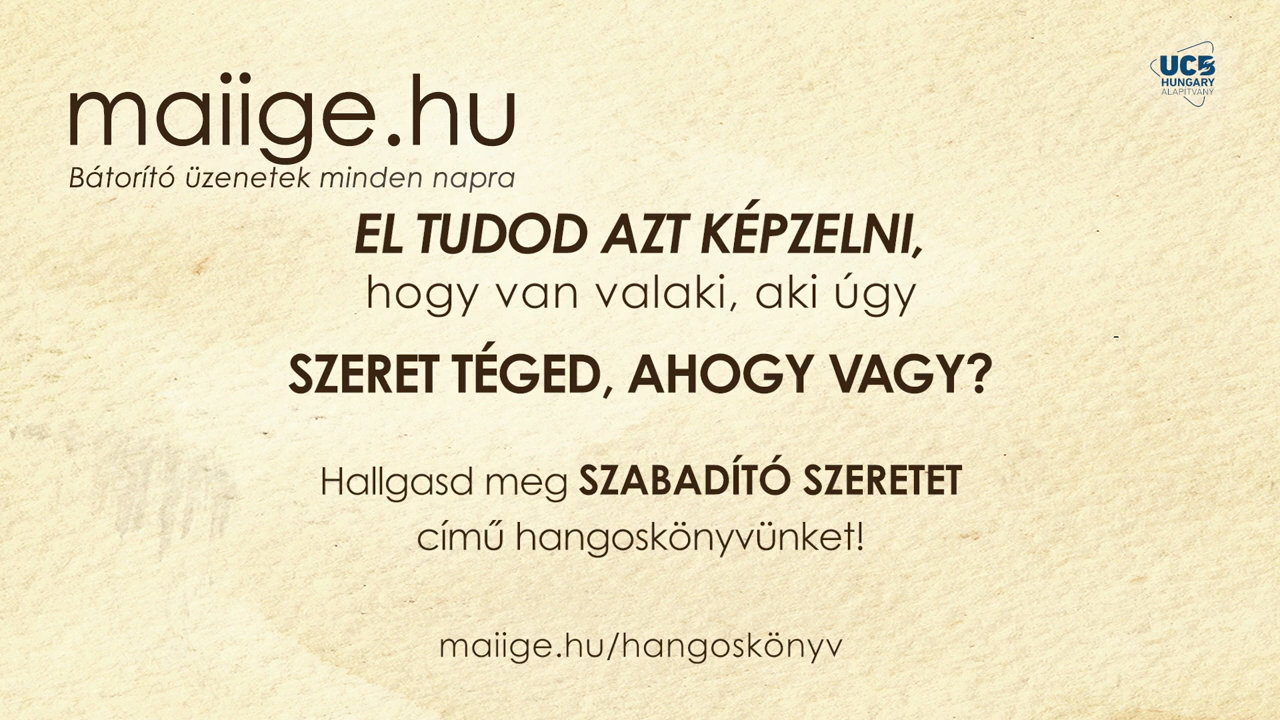 maiige.hu
Bátorító üzenetek minden napra
UCB
HUNGARY
ALAPÍTVÁNY
EL TUDOD AZT KÉPZELNI,
hogy van valaki, aki úgy
SZERET TÉGED, AHOGY VAGY?
Hallgasd meg SZABADÍTÓ SZERETET
című hangoskönyvünket!
maiige.hu/hangoskönyv